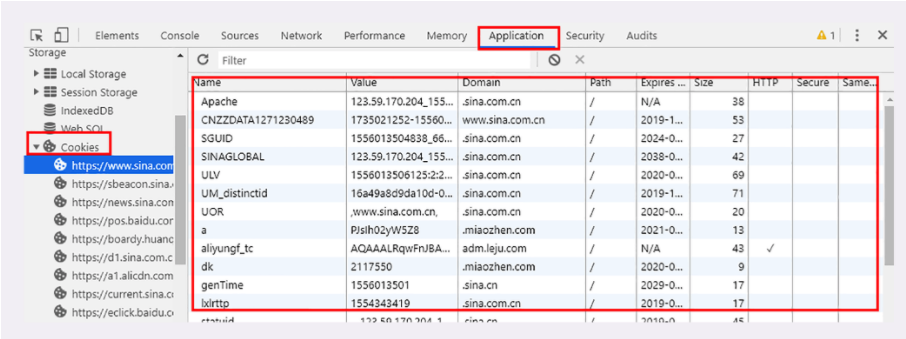 Elements Console Sources Network Performance Memory Application Security Audits 1
Storage
Filter
Local Storage
Session Storage
IndexedDB
Web SQL
Cookies
https://www.sina.com
https://sbeacon.sina.
https://news.sina.com
https://pos.baidu.cor
https://boardy.huanc
https://d1.sina.com.c
https://a1.alicdn.com
https://current.sina.cc
https://eclick.baidu.c
Name Value Domain Path Expires ... Size HTTP Secure Same...
Apache 123.59.170.204_155... .sina.com.cn / N/A 38
CNZZDATA1271230489 1735021252-15560... www.sina.com.cn / 2019-1... 53
SGUID 1556013504838_66... .sina.com.cn / 2024-0... 27
SINAGLOBAL 123.59.170.204_155... .sina.com.cn / 2038-0... 42
ULV 1556013506125:2:2... .sina.com.cn / 2020-0... 69
UM_distinctid 16a49a8d9da10d-0... .sina.com.cn / 2019-1... 71
UOR ,www.sina.com.cn, .sina.com.cn / 2020-0... 20
a PJsIh02yW5Z8 .miaozhen.com / 2021-0... 13
aliyungf_tc AQAAALRqwFnJBA... adm.leju.com / N/A 43 ✓
dk 2117550 .miaozhen.com / 2020-0... 9
genTime 1556013501 .sina.cn / 2029-0... 17
lxlrttp 1554343419 .sina.com.cn / 2019-0... 17
statuid 123.59.170.204_1... .sina.cn / 2019-0... 45